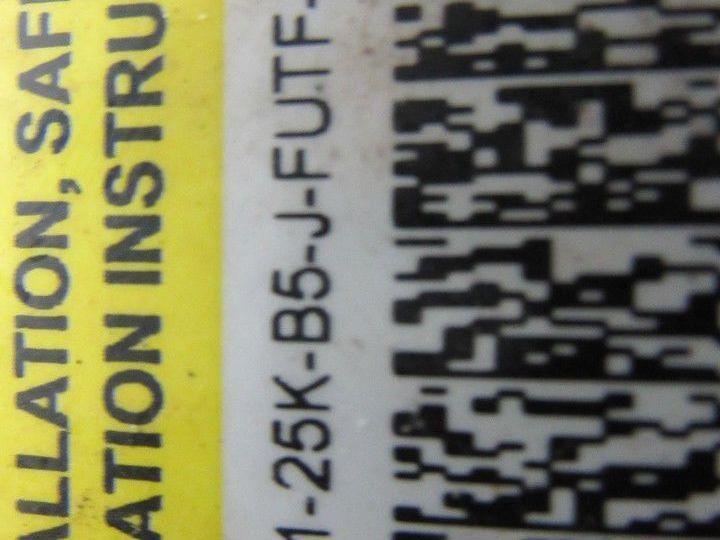 ALLATION, SAF
ATION INSTRU
1-25K-B5-J-FUTF-